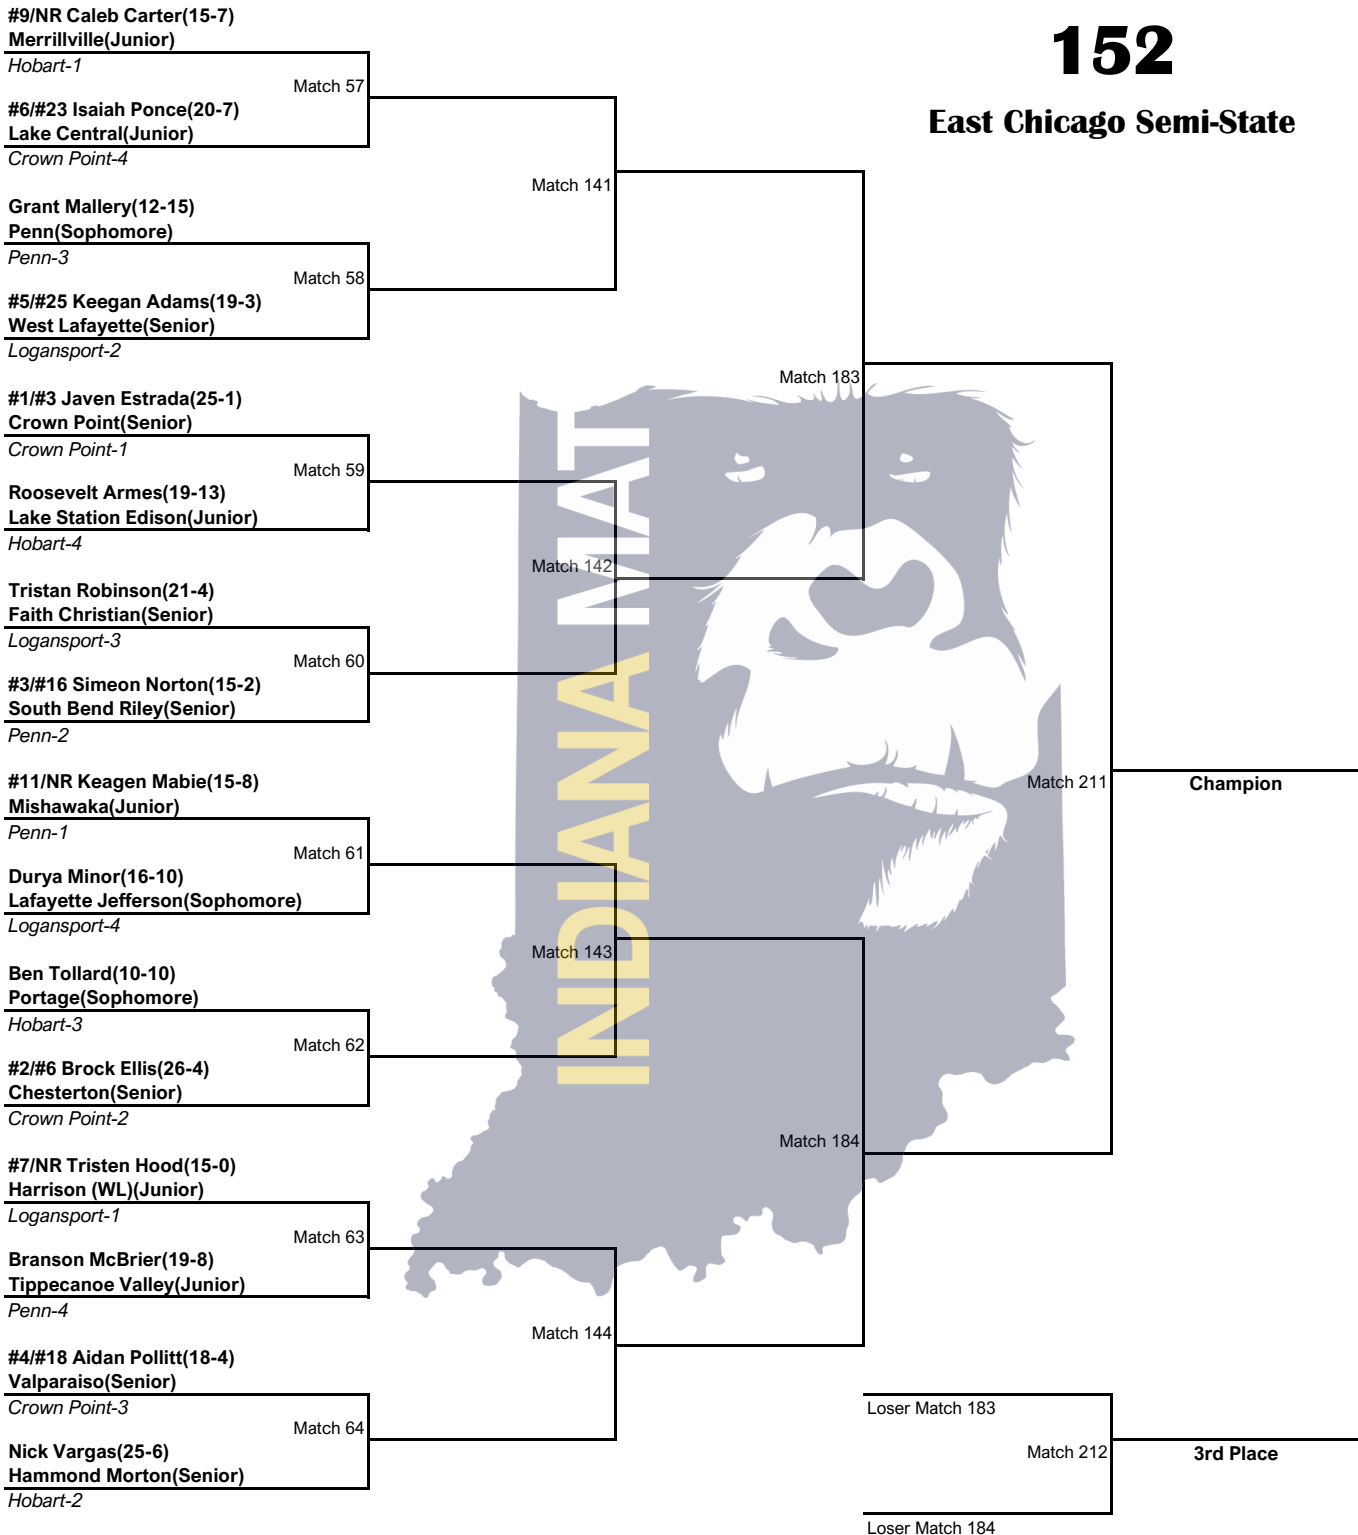 #9/NR Caleb Carter(15-7)
Merrillville(Junior)
Hobart-1
Match 57
#6/#23 Isaiah Ponce(20-7)
Lake Central(Junior)
Crown Point-4
152
East Chicago Semi-State
Match 141
Grant Mallery(12-15)
Penn(Sophomore)
Penn-3
Match 58
#5/#25 Keegan Adams(19-3)
West Lafayette(Senior)
Logansport-2
Match 183
#1/#3 Javen Estrada(25-1)
Crown Point(Senior)
Crown Point-1
Match 59
Roosevelt Armes(19-13)
Lake Station Edison(Junior)
Hobart-4
Match 142
Tristan Robinson(21-4)
Faith Christian(Senior)
Logansport-3
Match 60
#3/#16 Simeon Norton(15-2)
South Bend Riley(Senior)
Penn-2
INDIANA MAT
Match 211
Champion
#11/NR Keagen Mabie(15-8)
Mishawaka(Junior)
Penn-1
Match 61
Durya Minor(16-10)
Lafayette Jefferson(Sophomore)
Logansport-4
Match 143
Ben Tollard(10-10)
Portage(Sophomore)
Hobart-3
Match 62
#2/#6 Brock Ellis(26-4)
Chesterton(Senior)
Crown Point-2
Match 184
#7/NR Tristen Hood(15-0)
Harrison (WL)(Junior)
Logansport-1
Match 63
Branson McBrier(19-8)
Tippecanoe Valley(Junior)
Penn-4
Match 144
#4/#18 Aidan Pollitt(18-4)
Valparaiso(Senior)
Crown Point-3
Match 64
Nick Vargas(25-6)
Hammond Morton(Senior)
Hobart-2
Loser Match 183
Match 212
3rd Place
Loser Match 184